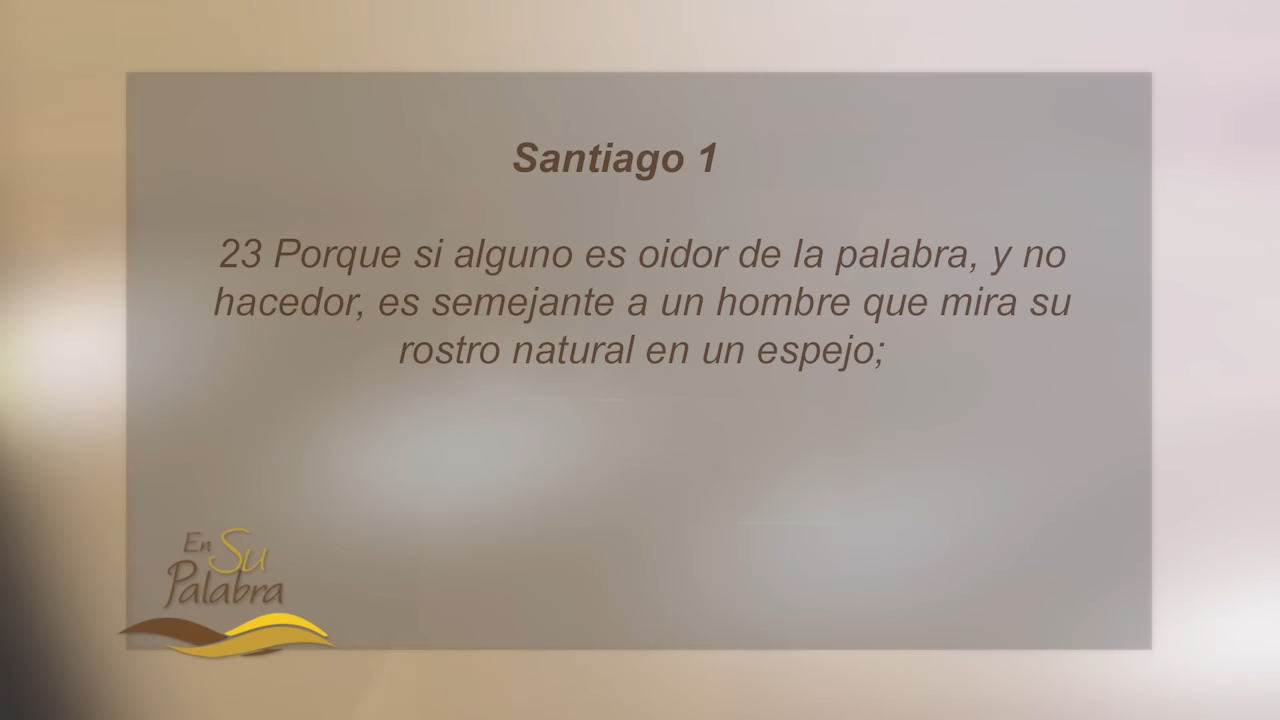 Santiago 1
23 Porque si alguno es oidor de la palabra, y no
hacedor, es semejante a un hombre que mira su
rostro natural en un espejo;
En Su
Palabra